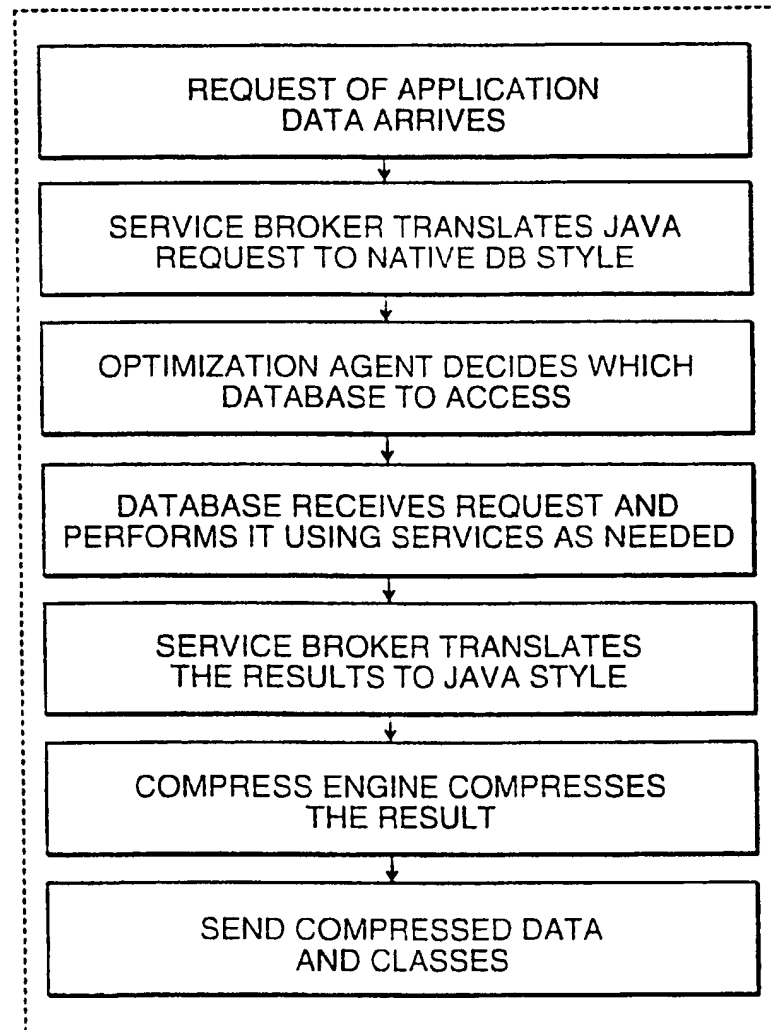 REQUEST OF APPLICATION
DATA ARRIVES
SERVICE BROKER TRANSLATES JAVA
REQUEST TO NATIVE DB STYLE
OPTIMIZATION AGENT DECIDES WHICH
DATABASE TO ACCESS
DATABASE RECEIVES REQUEST AND
PERFORMS IT USING SERVICES AS NEEDED
SERVICE BROKER TRANSLATES
THE RESULTS TO JAVA STYLE
COMPRESS ENGINE COMPRESSES
THE RESULT
SEND COMPRESSED DATA
AND CLASSES